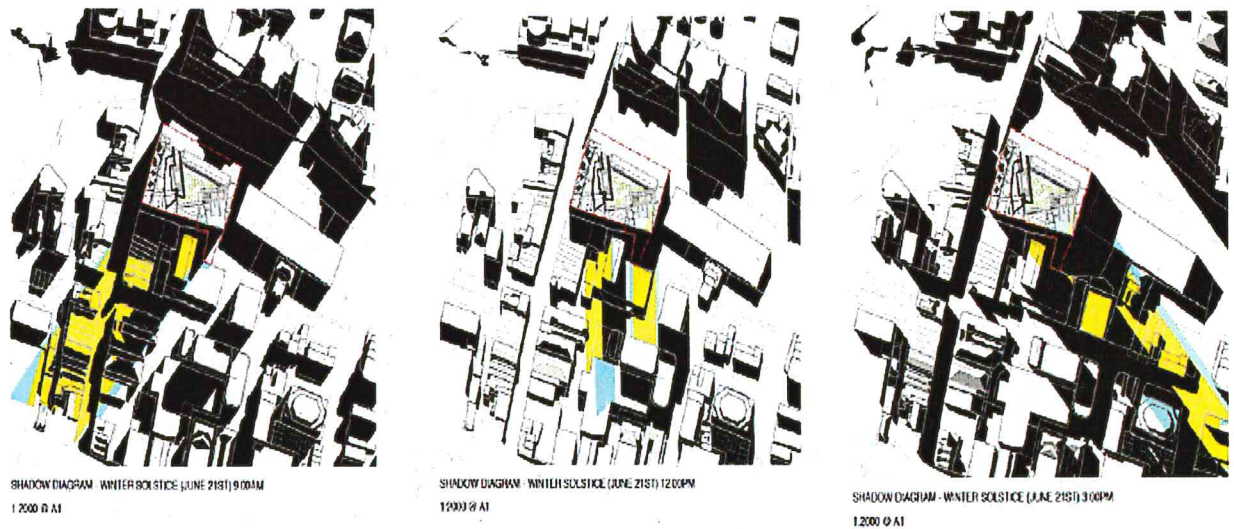 SHADOW DIAGRAM - WINTER SOLSTICE (JUNE 21ST) 9:00AM
1:2000 @ A1
SHADOW DIAGRAM - WINTER SOLSTICE (JUNE 21ST) 12:00PM
1:2000 @ A1
SHADOW DIAGRAM - WINTER SOLSTICE (JUNE 21ST) 3:00PM
1:2000 @ A1